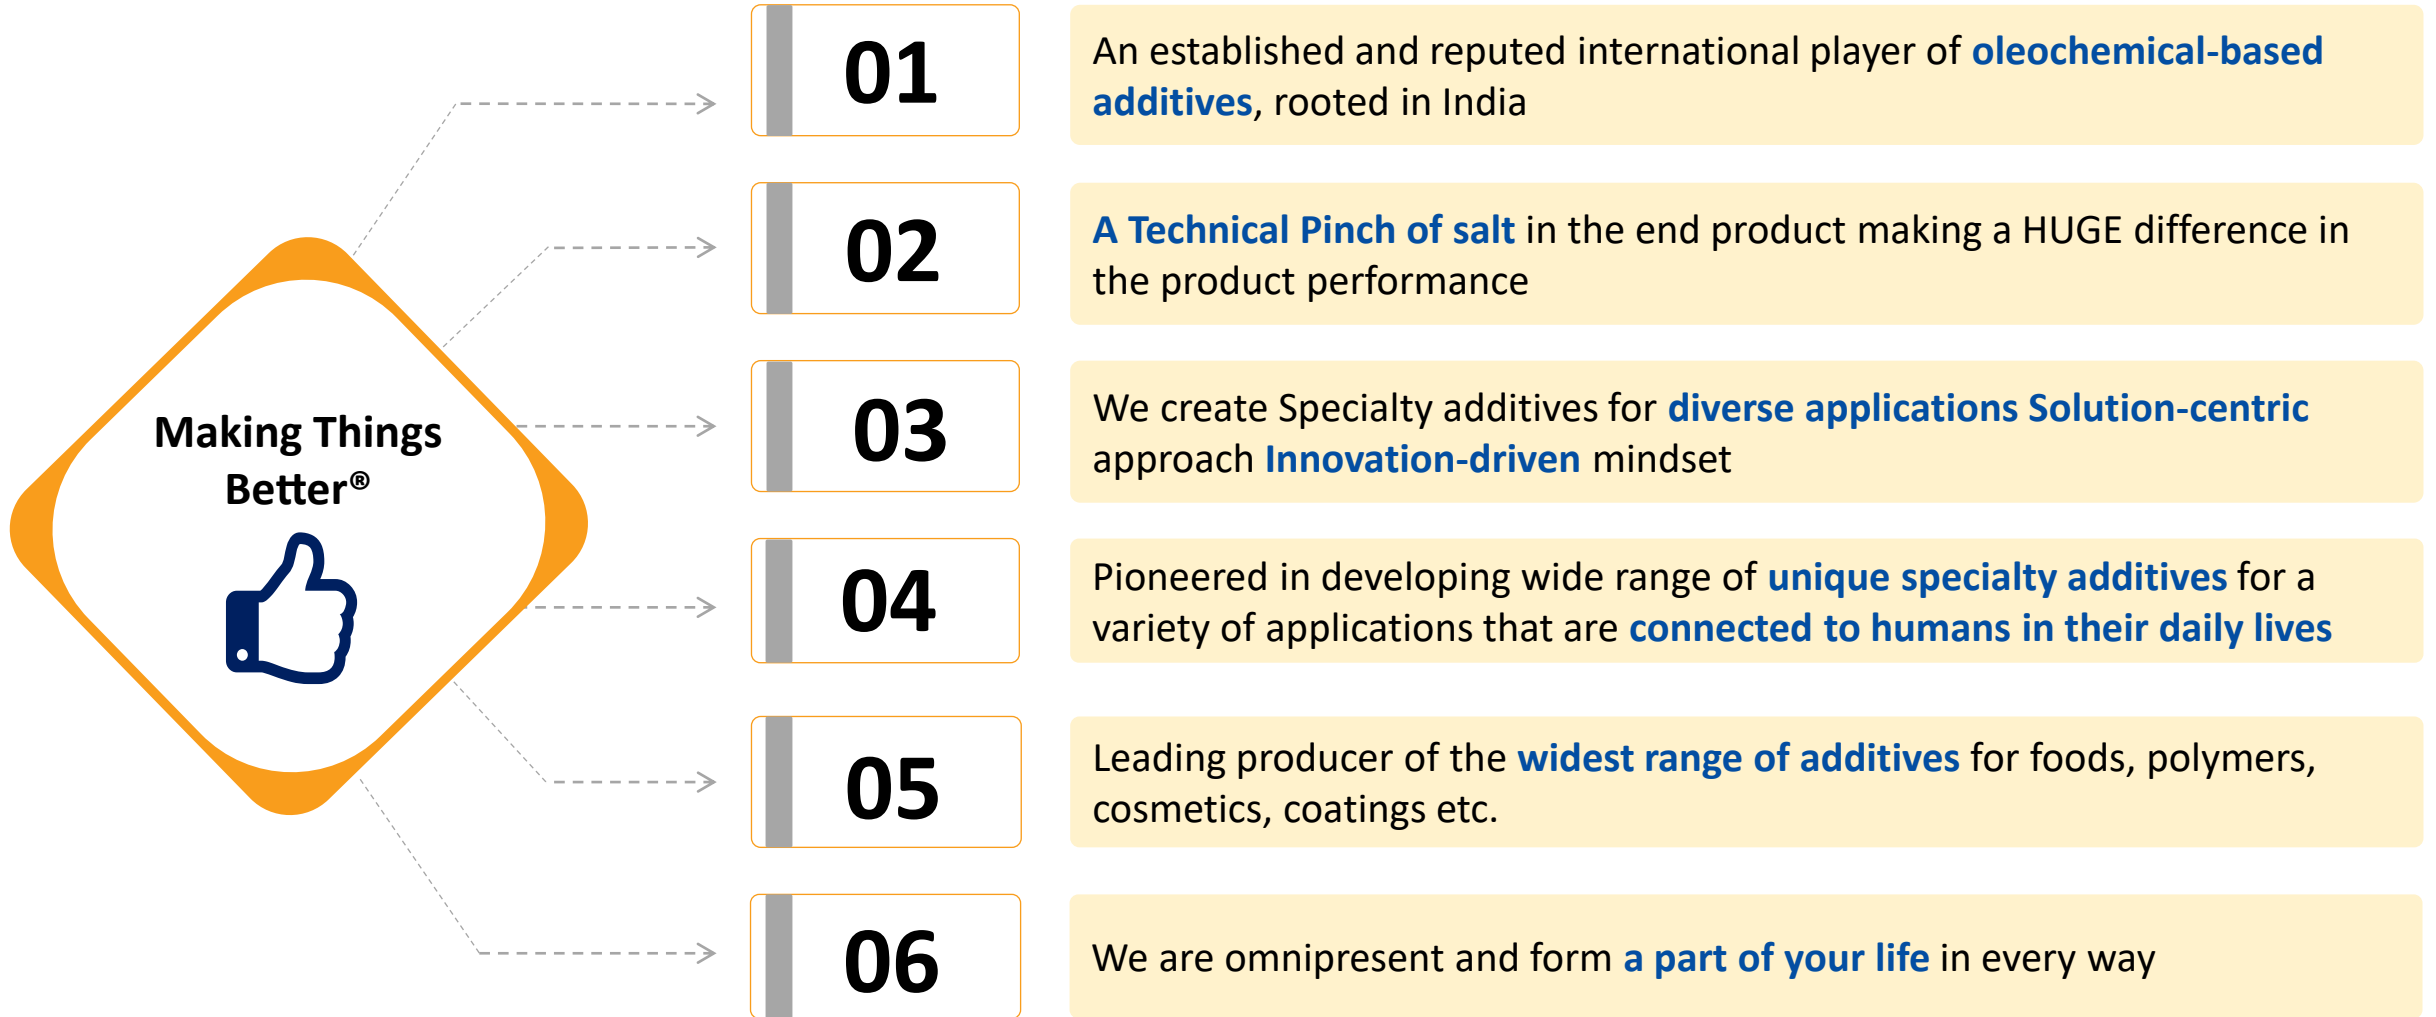 Making Things
Better®
01
An established and reputed international player of oleochemical-based
additives, rooted in India
02
A Technical Pinch of salt in the end product making a HUGE difference in
the product performance
03
We create Specialty additives for diverse applications Solution-centric
approach Innovation-driven mindset
04
Pioneered in developing wide range of unique specialty additives for a
variety of applications that are connected to humans in their daily lives
05
Leading producer of the widest range of additives for foods, polymers,
cosmetics, coatings etc.
06
We are omnipresent and form a part of your life in every way